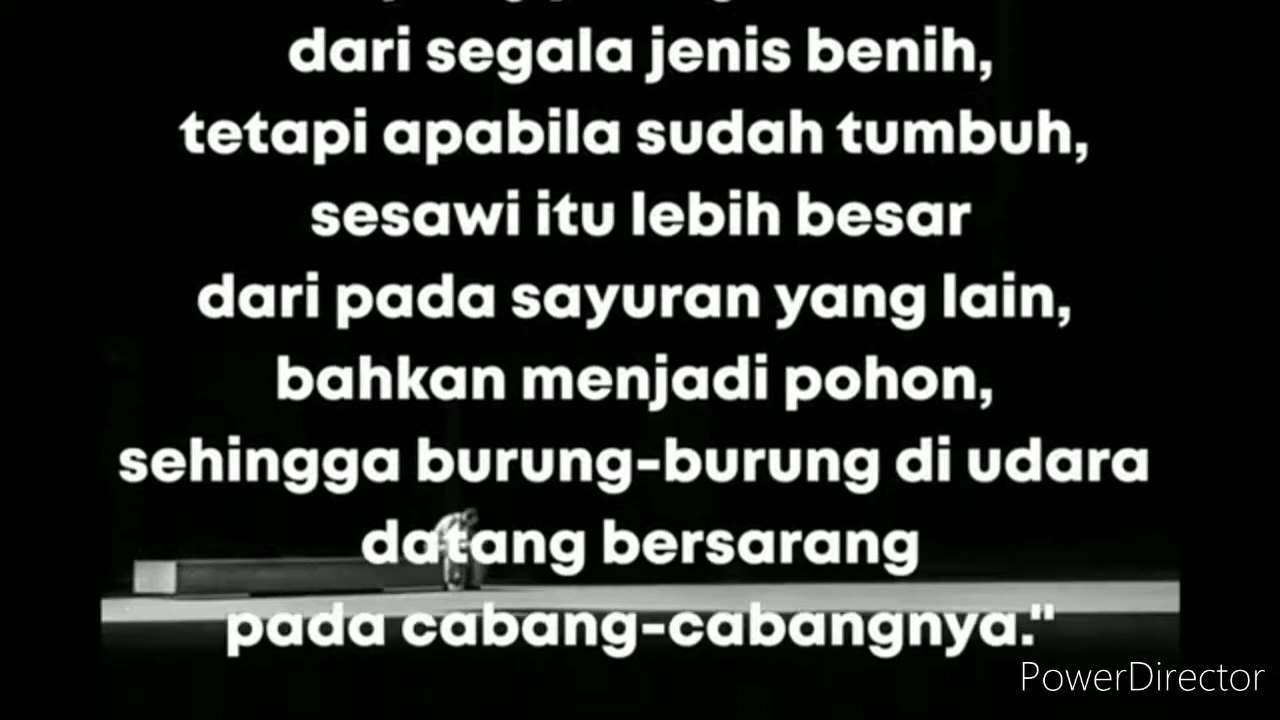 dari segala jenis benih,
tetapi apabila sudah tumbuh,
sesawi itu lebih besar
dari pada sayuran yang lain,
bahkan menjadi pohon,
sehingga burung-burung di udara
datang bersarang
pada cabang-cabangnya."
PowerDirector